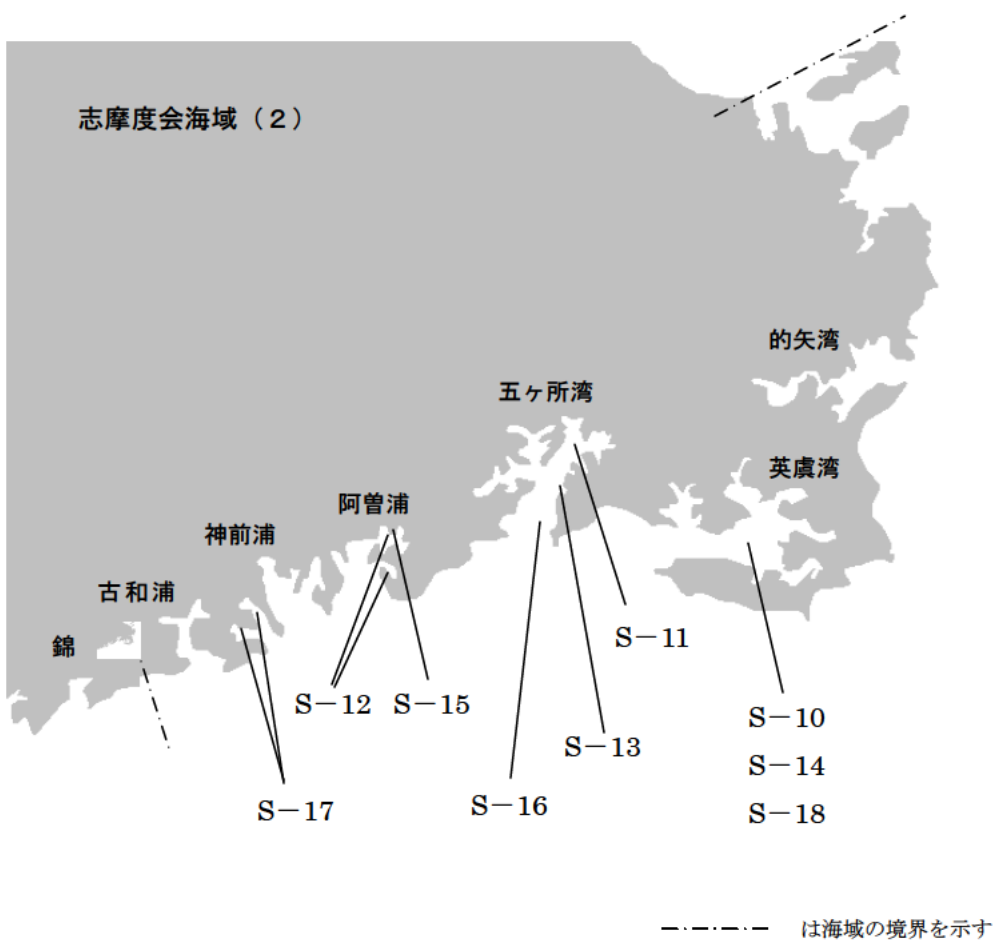 志摩度会海域（２）
的矢湾
五ヶ所湾
英虞湾
阿曽浦
神前浦
古和浦
錦
S－11
S－12
S－15
S－10
S－13
S－14
S－16
S－17
S－18
は海域の境界を示す